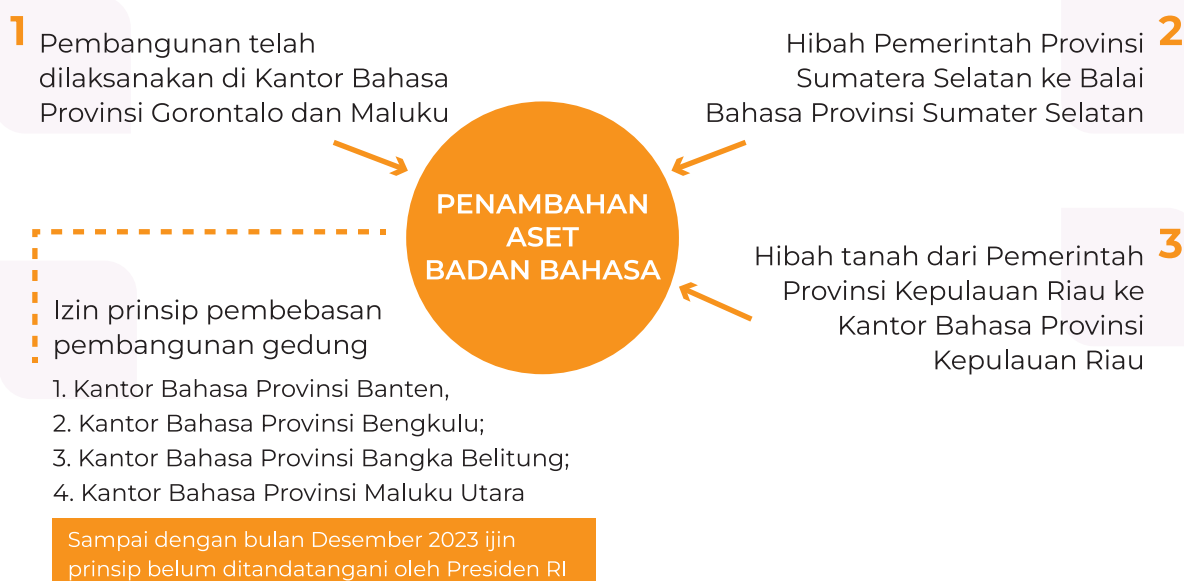 1
Pembangunan telah
dilaksanakan di Kantor Bahasa
Provinsi Gorontalo dan Maluku
2
Hibah Pemerintah Provinsi
Sumatera Selatan ke Balai
Bahasa Provinsi Sumater Selatan
PENAMBAHAN
ASET
BADAN BAHASA
3
Hibah tanah dari Pemerintah
Provinsi Kepulauan Riau ke
Kantor Bahasa Provinsi
Kepulauan Riau
Izin prinsip pembebasan
pembangunan gedung
1. Kantor Bahasa Provinsi Banten,
2. Kantor Bahasa Provinsi Bengkulu;
3. Kantor Bahasa Provinsi Bangka Belitung;
4. Kantor Bahasa Provinsi Maluku Utara
Sampai dengan bulan Desember 2023 ijin
prinsip belum ditandatangani oleh Presiden RI